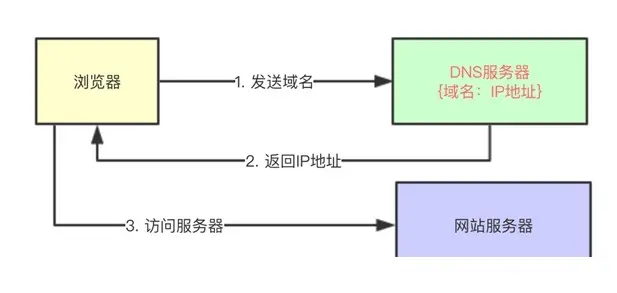 浏览器
1. 发送域名
DNS服务器
{域名：IP地址}
2. 返回IP地址
3. 访问服务器
网站服务器